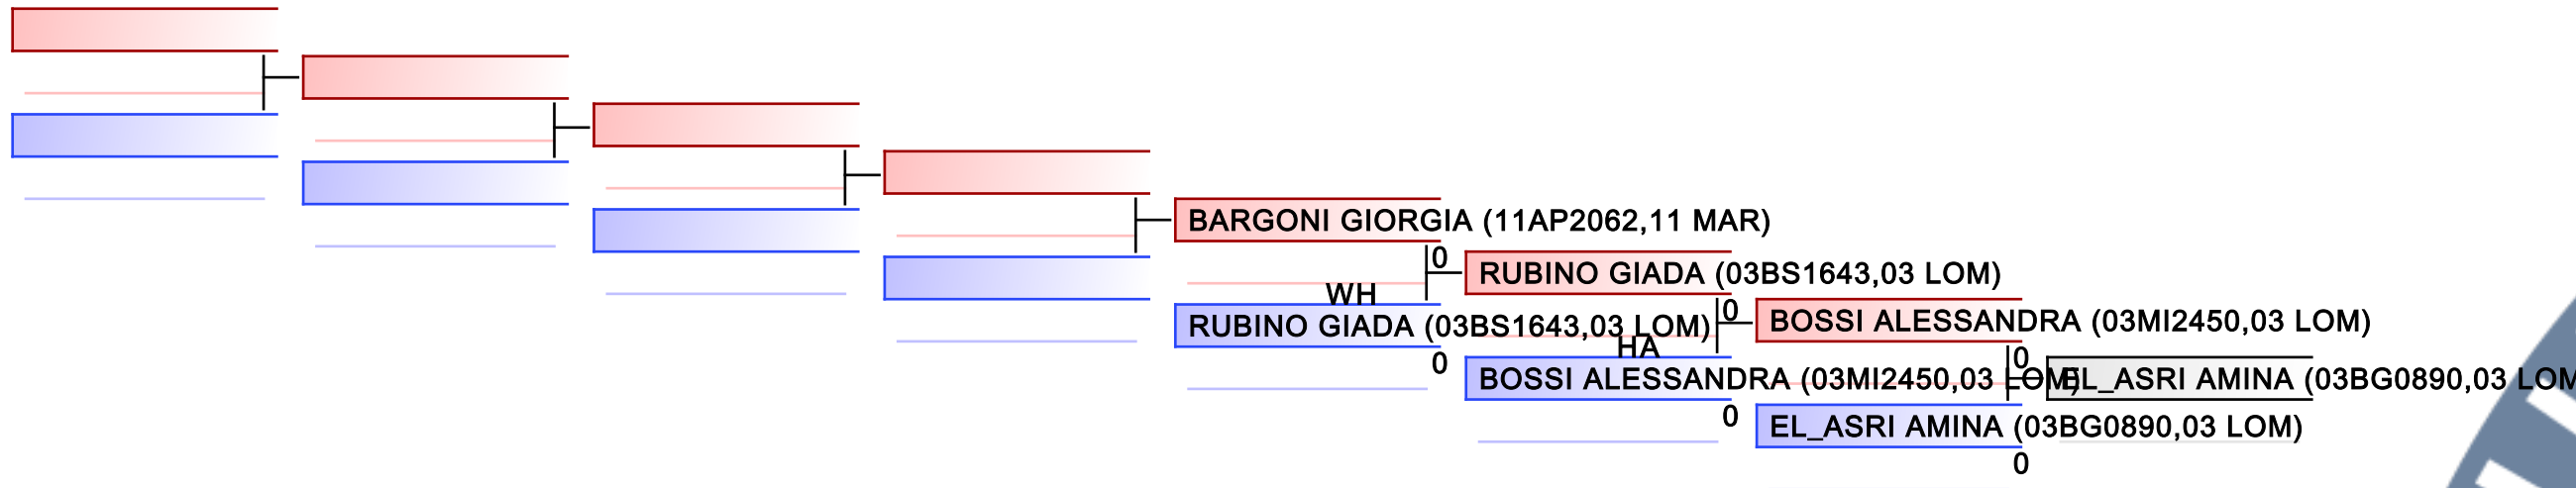 BARGONI GIORGIA (11AP2062,11 MAR)
0
RUBINO GIADA (03BS1643,03 LOM)
WH
0
BOSSI ALESSANDRA (03MI2450,03 LOM)
RUBINO GIADA (03BS1643,03 LOM)
HA
0
0
BOSSI ALESSANDRA (03MI2450,03 LOM)
EL_ASRI AMINA (03BG0890,03 LOM
0
EL_ASRI AMINA (03BG0890,03 LOM)
0